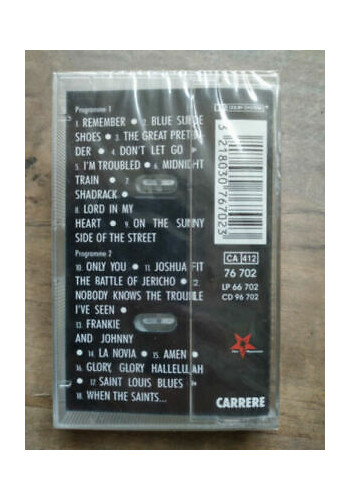 Programme 1
1. REMEMBER • 2. BLUE SUEDE
SHOES • 3. THE GREAT PRETEN-
DER • 4. DON'T LET GO •
5. I'M TROUBLED • 6. MIDNIGHT
TRAIN • 7.
SHADRACK •
8. LORD IN MY
HEART • 9. ON THE SUNNY
SIDE OF THE STREET
Programme 2
10. ONLY YOU • 11. JOSHUA FIT
THE BATTLE OF JERICHO • 12.
NOBODY KNOWS THE TROUBLE
I'VE SEEN •
13. FRANKIE
AND JOHNNY
• 14. LA NOVIA • 15. AMEN •
16. GLORY, GLORY HALLELUJAH
• 17. SAINT LOUIS BLUES •
18. WHEN THE SAINTS...
3 218030 767023
CA 412
76 702
LP 66 702
CD 96 702
CARRERE